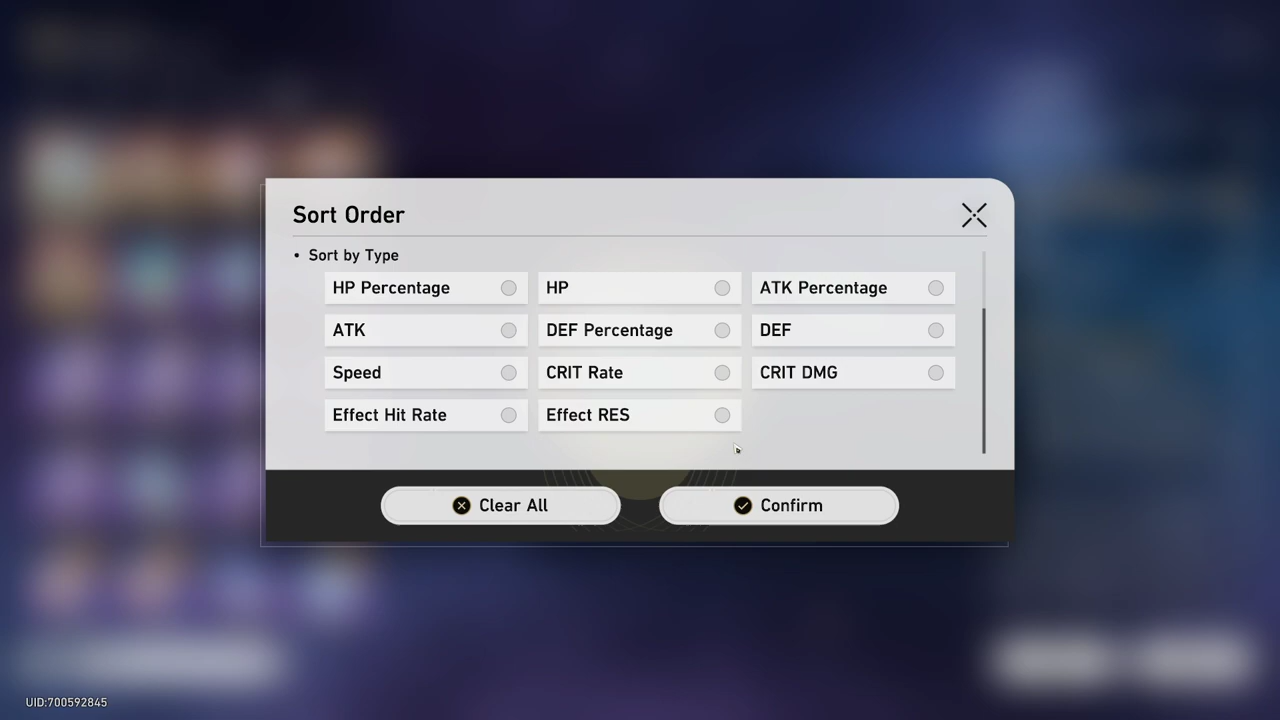 Sort Order
• Sort by Type
HP Percentage
HP
ATK Percentage
ATK
DEF Percentage
DEF
Speed
CRIT Rate
CRIT DMG
Effect Hit Rate
Effect RES
Clear All
Confirm
UID:700592845